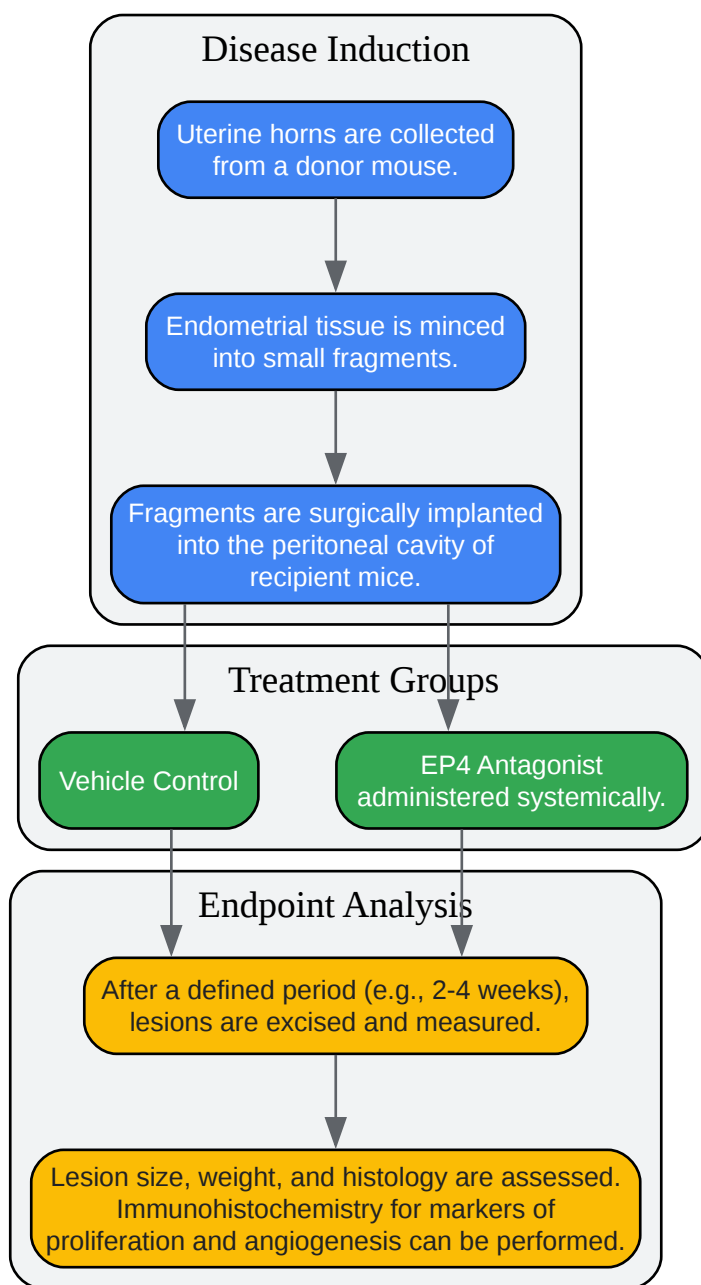 Disease Induction
Uterine horns are collected
from a donor mouse.
Endometrial tissue is minced
into small fragments.
Fragments are surgically implanted
into the peritoneal cavity of
recipient mice.
Treatment Groups
Vehicle Control
EP4 Antagonist
administered systemically.
Endpoint Analysis
After a defined period (e.g., 2-4 weeks),
lesions are excised and measured.
Lesion size, weight, and histology are assessed.
Immunohistochemistry for markers of
proliferation and angiogenesis can be performed.